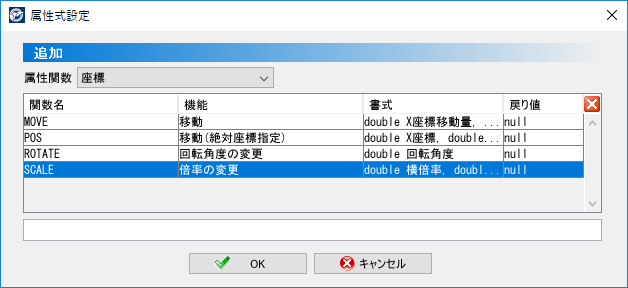 属性式設定
追加
属性関数 座標
関数名 機能 書式 戻り値
MOVE 移動 double X座標移動量, ... null
POS 移動(絶対座標指定) double X座標, double... null
ROTATE 回転角度の変更 double 回転角度 null
SCALE 倍率の変更 double 横倍率, doubl... null
OK キャンセル